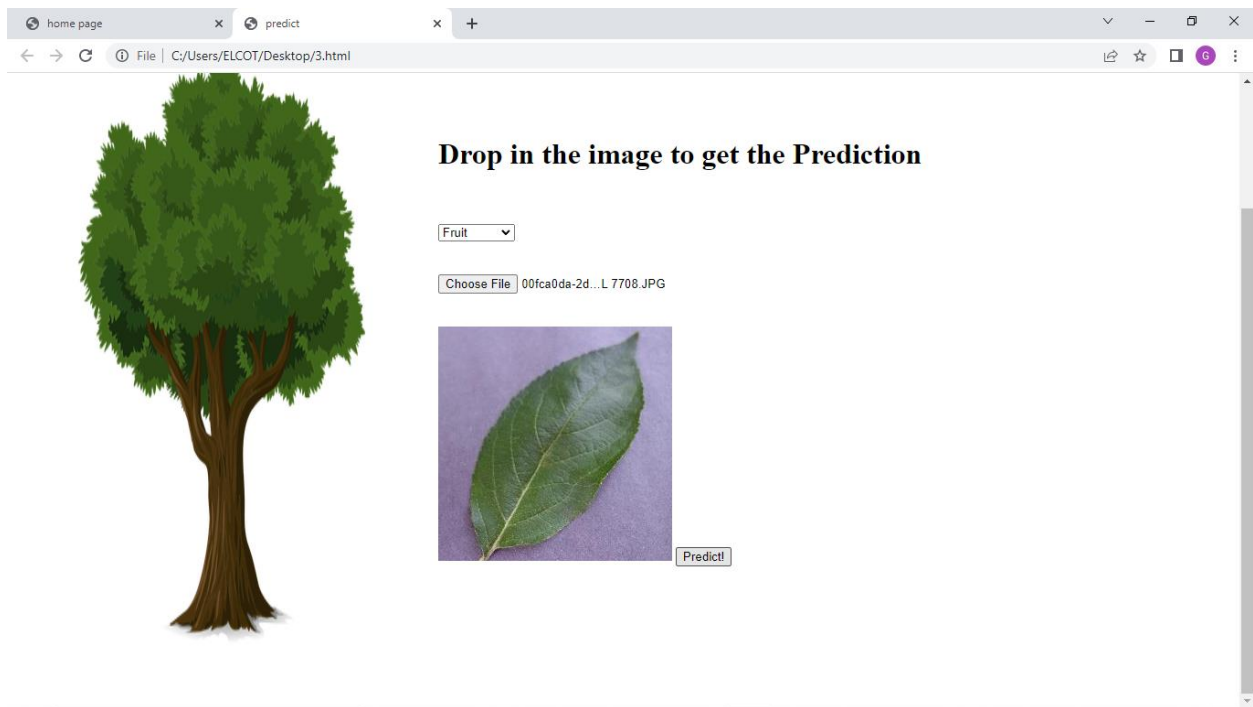 home page
predict
File | C:/Users/ELCOT/Desktop/3.html
G
Drop in the image to get the Prediction
Fruit
Choose File 00fca0da-2d...L 7708.JPG
Predict!